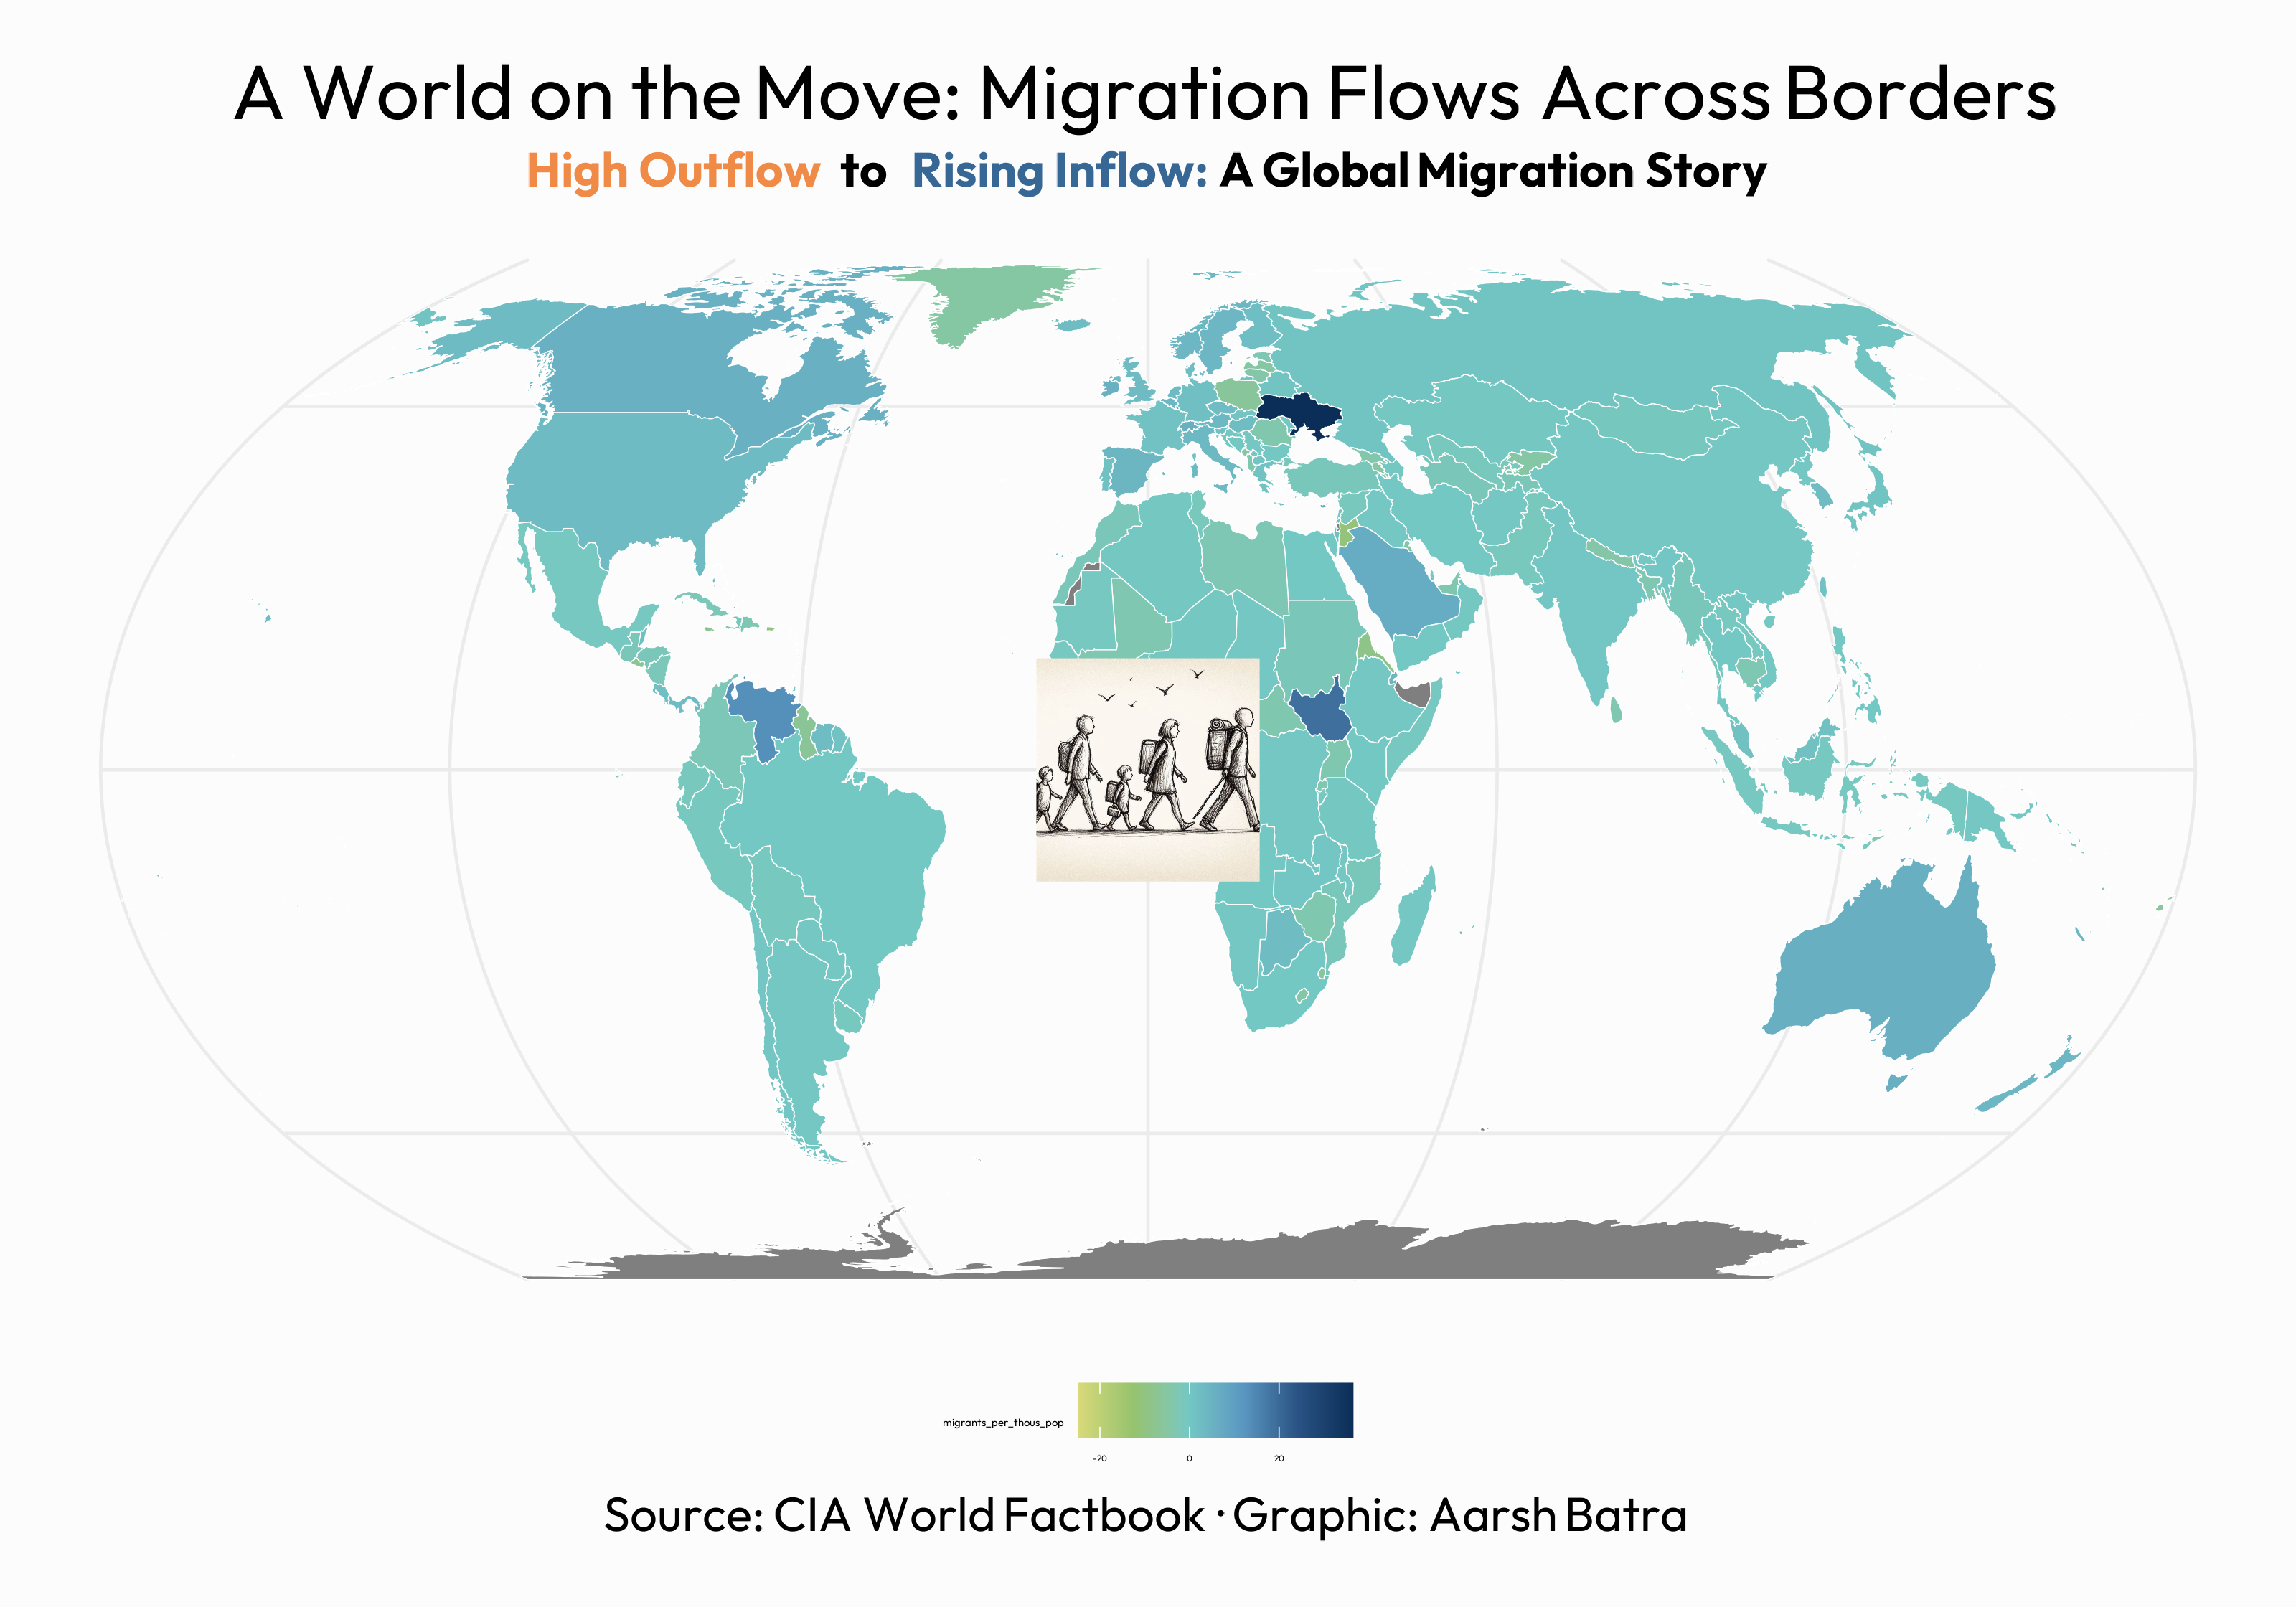 A World on the Move: Migration Flows Across Borders
High Outflow to Rising Inflow: A Global Migration Story
migrants_per_thous_pop
-20 0 20
Source: CIA World Factbook · Graphic: Aarsh Batra